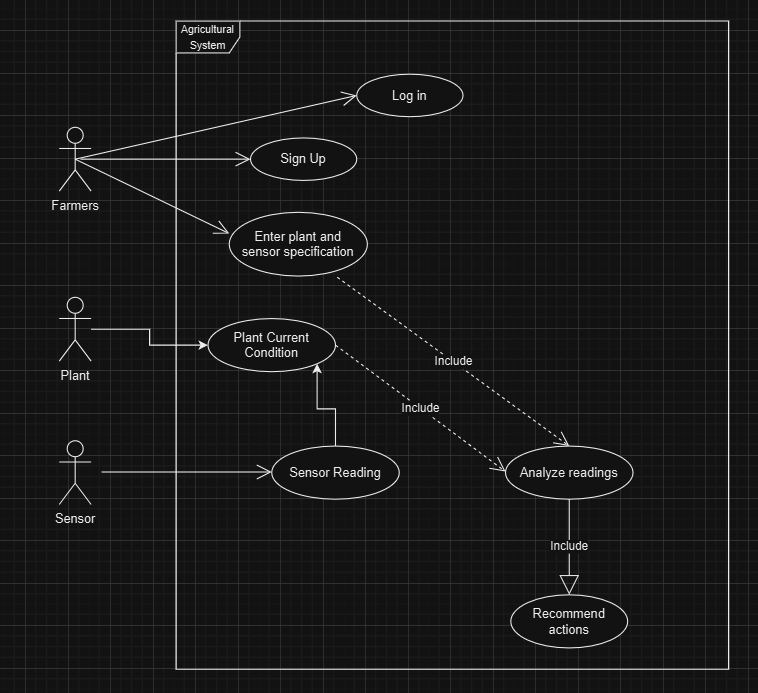 Agricultural
System
Log in
Sign Up
Farmers
Enter plant and
sensor specification
Plant Current
Condition
Plant
Include
Include
Sensor Reading
Analyze readings
Sensor
Include
Recommend
actions